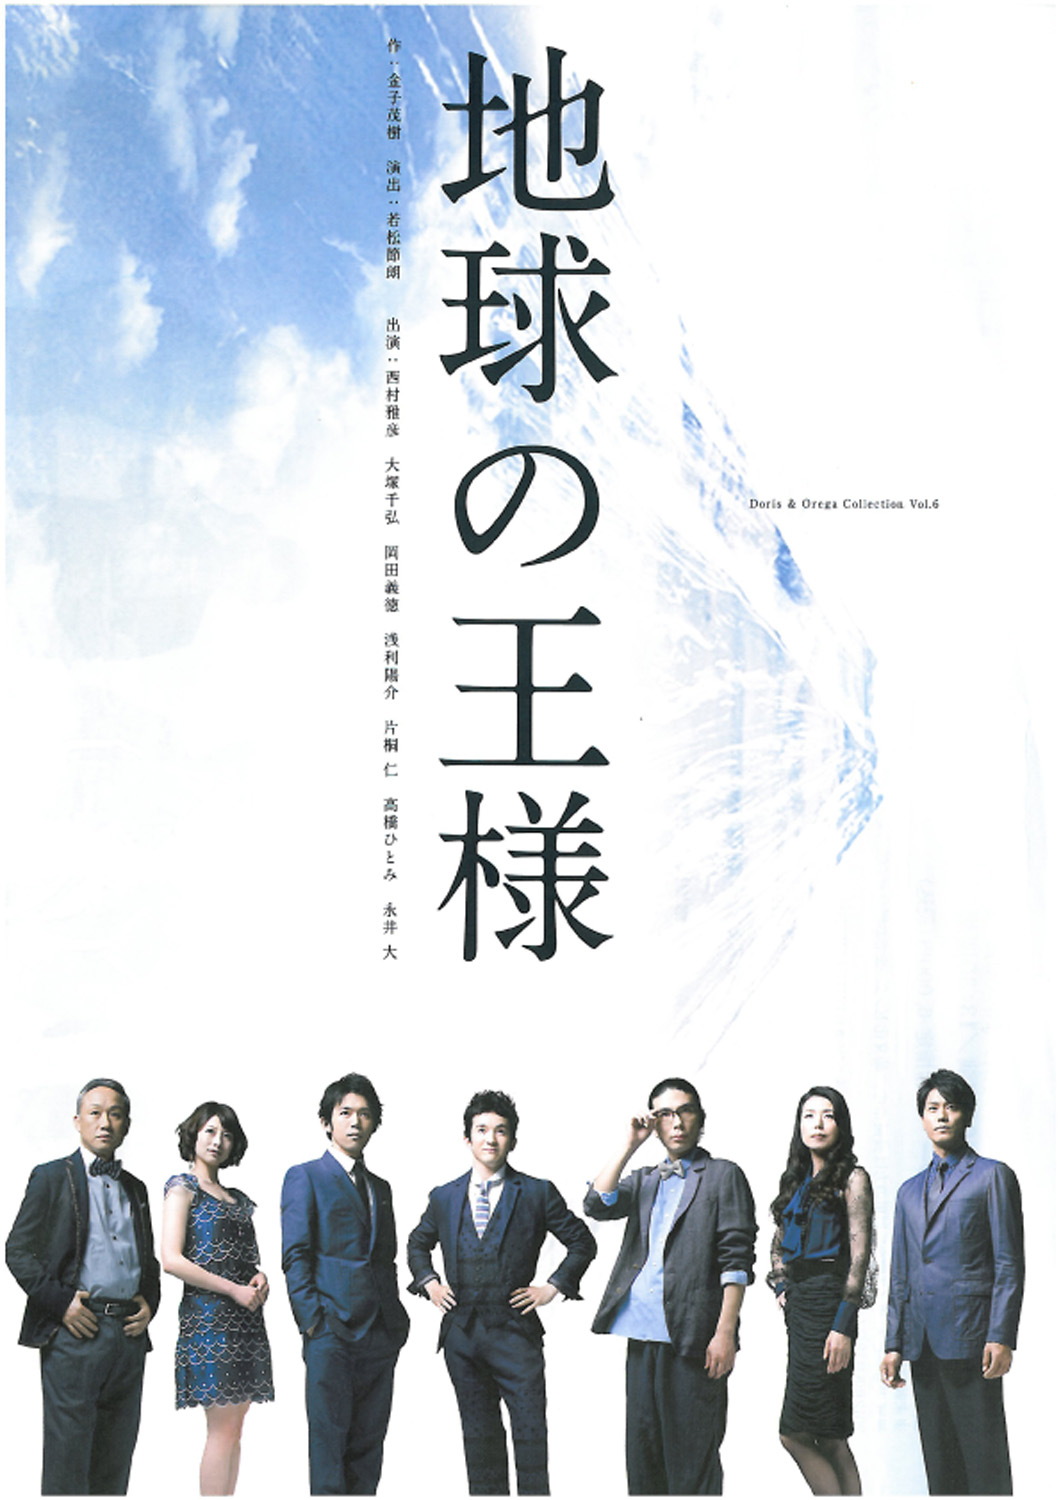 地球の王様
作：金子茂樹　演出：若松節朗　出演：西村雅彦　大塚千弘　岡田義徳　浅利陽介　片桐 仁　高橋ひとみ　永井 大
Doris & Orega Collection Vol.6